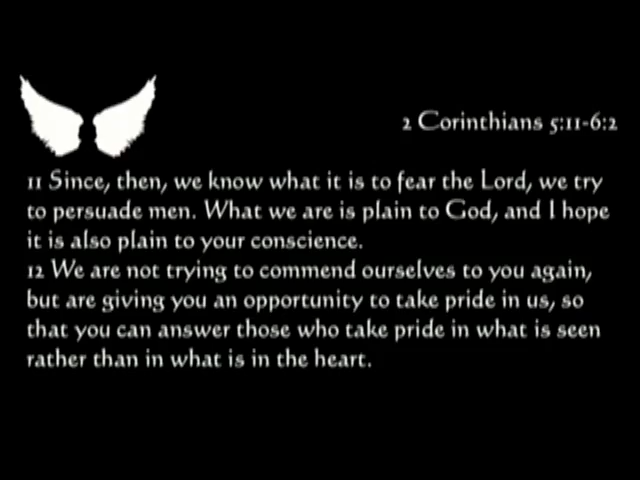 2 Corinthians 5:11-6:2
11 Since, then, we know what it is to fear the Lord, we try
to persuade men. What we are is plain to God, and I hope
it is also plain to your conscience.
12 We are not trying to commend ourselves to you again,
but are giving you an opportunity to take pride in us, so
that you can answer those who take pride in what is seen
rather than in what is in the heart.